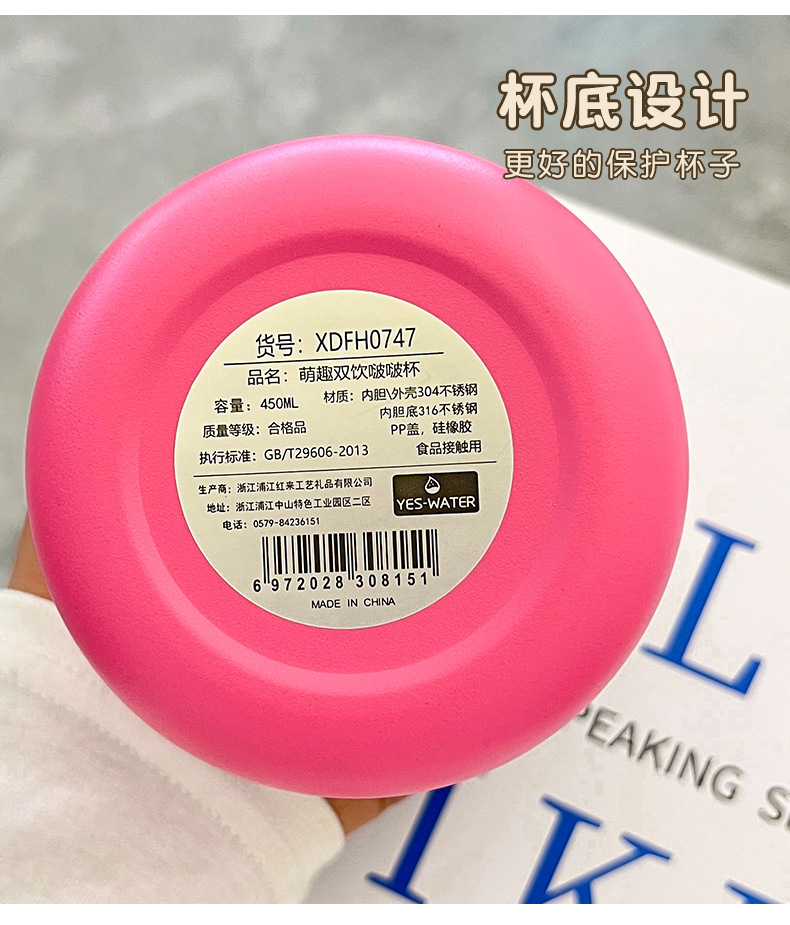 杯底设计
更好的保护杯子
货号：XDFH0747
品名：萌趣双饮啵啵杯
容量：450ML
材质：内胆\外壳304不锈钢
内胆底316不锈钢
质量等级：合格品
PP盖，硅橡胶
执行标准：GB/T29606-2013
食品接触用
生产商：浙江浦江红来工艺礼品有限公司
地址：浙江浦江中山特色工业园区二区
电话：0579-84236151
YES-WATER
6 972028 308151
MADE IN CHINA
L
PEAKING
IK